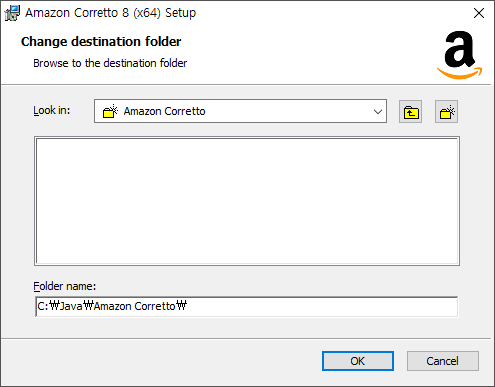 Amazon Corretto 8 (x64) Setup
Change destination folder
Browse to the destination folder
a
Look in:
Amazon Corretto
Folder name:
C:₩Java₩Amazon Corretto₩
OK
Cancel